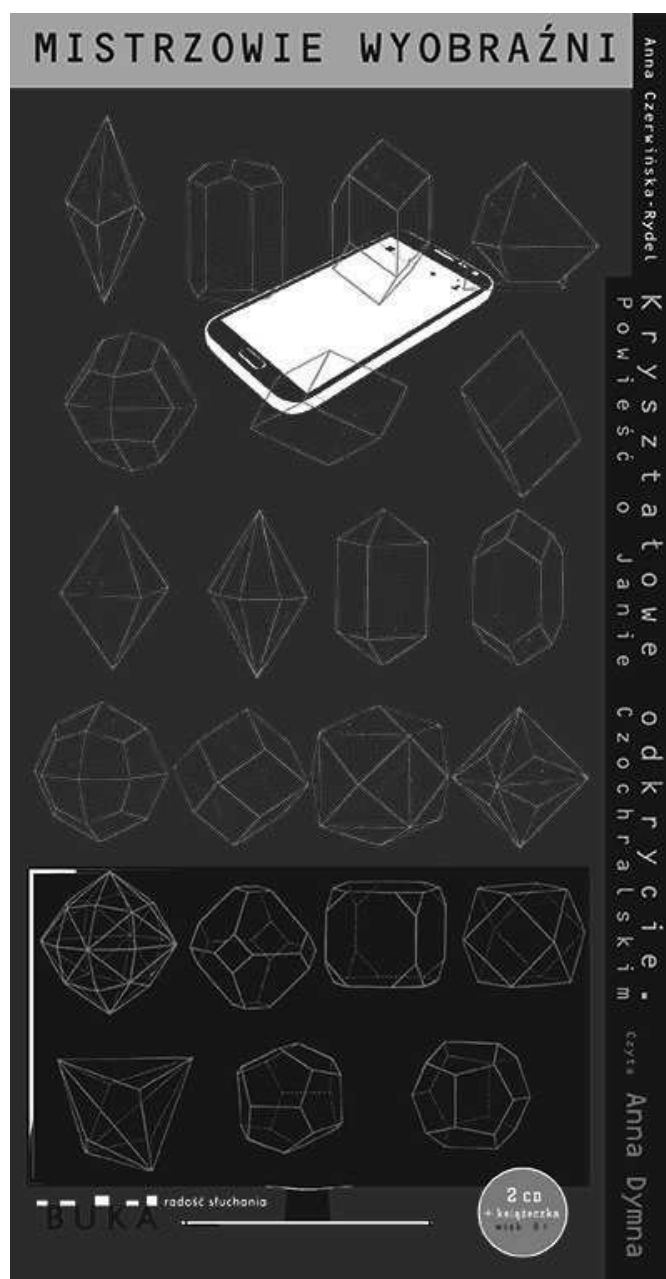 MISTRZOWIE WYOBRAŹNI
Anna Czerwińska-Rydel
Kryształowe odkrycie.
Powieść o Janie Czochralskim
czyta Anna Dymna
radość słuchania
BUKA
2 CD
+ książeczka
wiek 8+